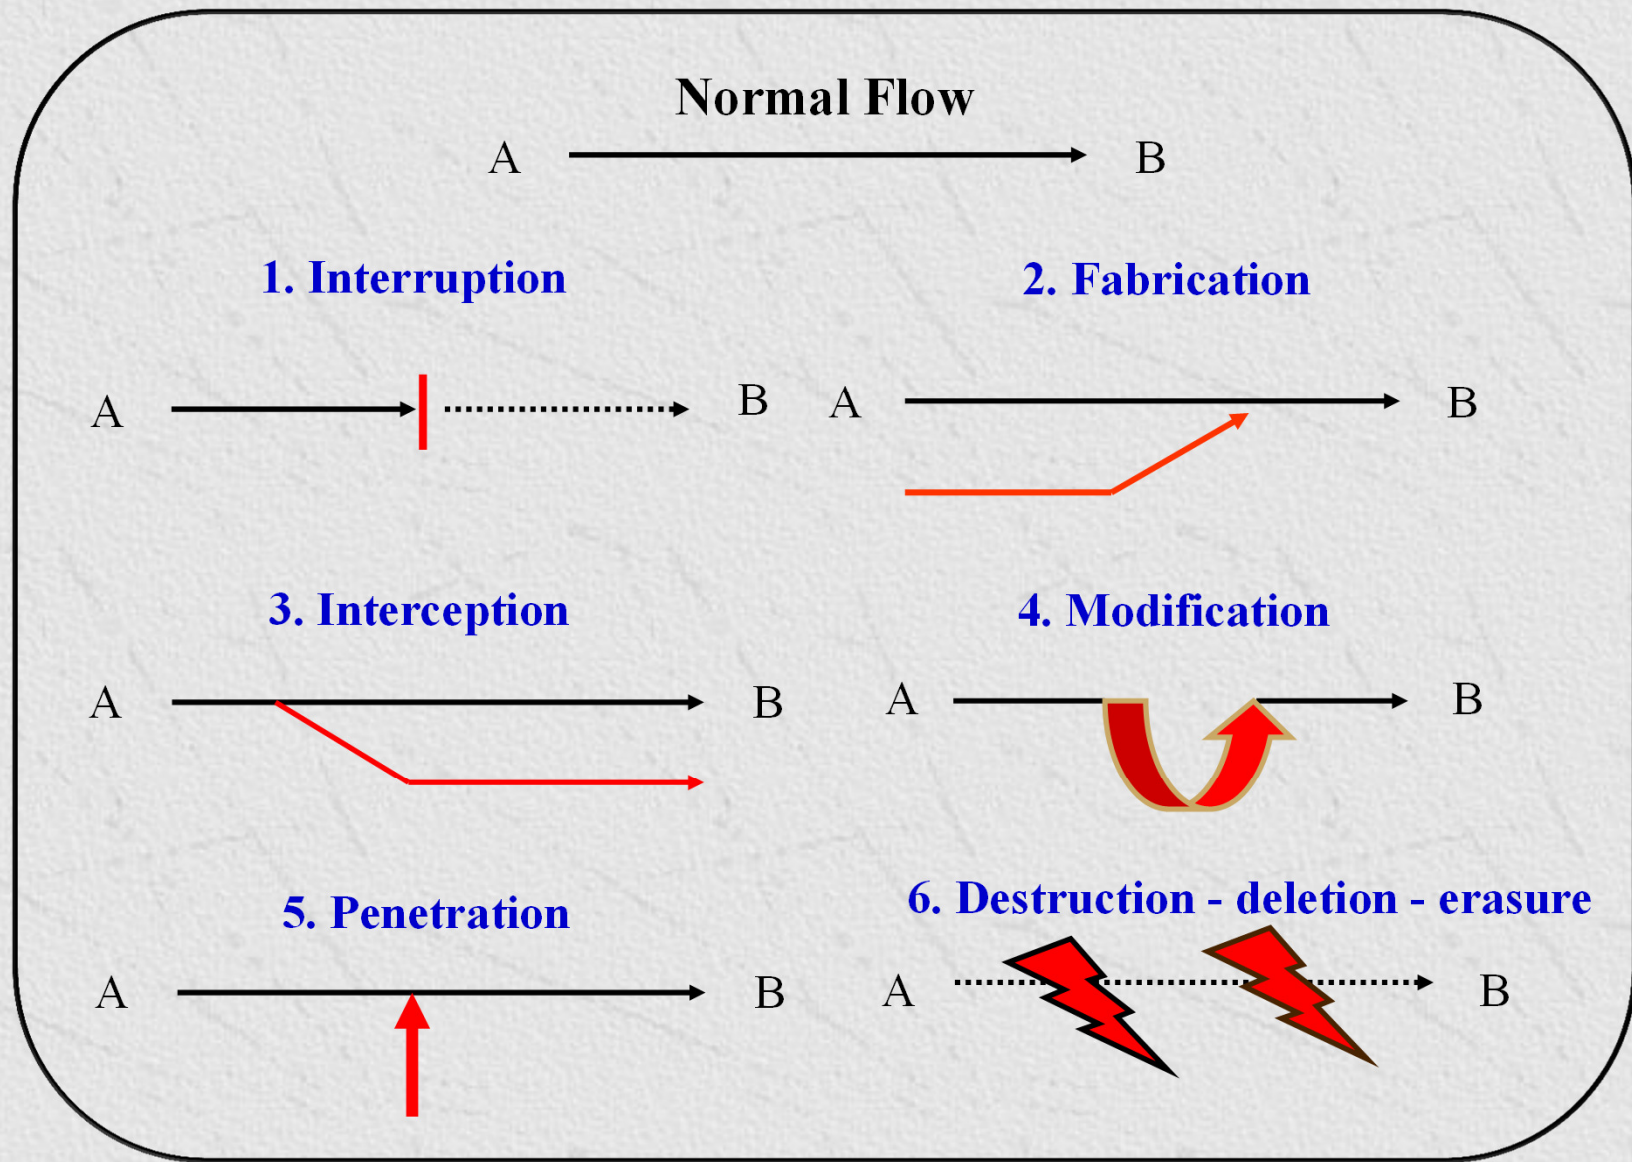 Normal Flow
A B
1. Interruption
2. Fabrication
A B
A B
3. Interception
4. Modification
A B
A B
5. Penetration
6. Destruction - deletion - erasure
A B
A B